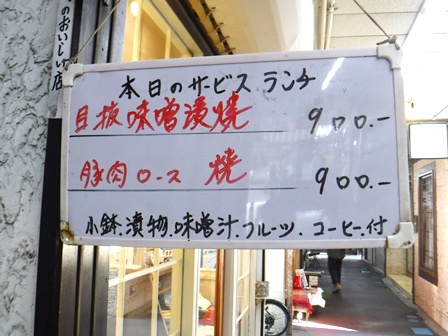 のおいしい店
本日のサービスランチ
目抜味噌漬焼 900.-
豚肉ロース 焼 900.-
小鉢.漬物.味噌汁.フルーツ.コーヒー付